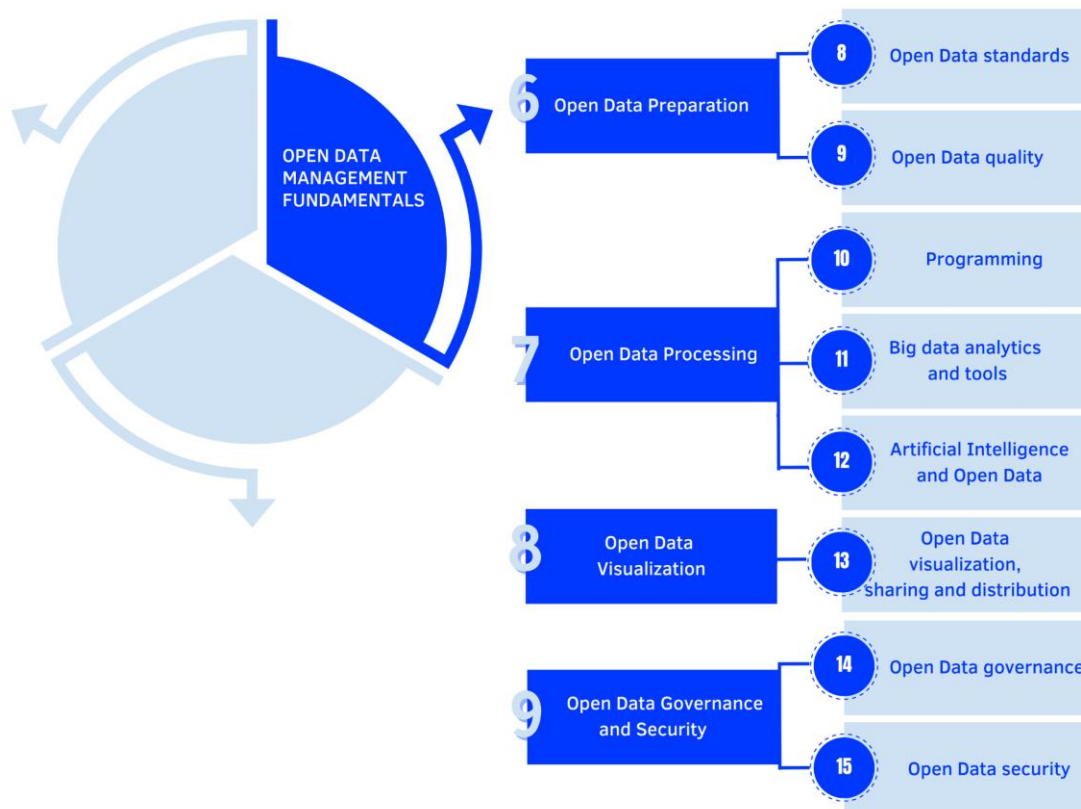 OPEN DATA
MANAGEMENT
FUNDAMENTALS
6
Open Data Preparation
8
Open Data standards
9
Open Data quality
7
Open Data Processing
10
Programming
11
Big data analytics
and tools
12
Artificial Intelligence
and Open Data
8
Open Data
Visualization
13
Open Data
visualization,
sharing and distribution
9
Open Data Governance
and Security
14
Open Data governance
15
Open Data security